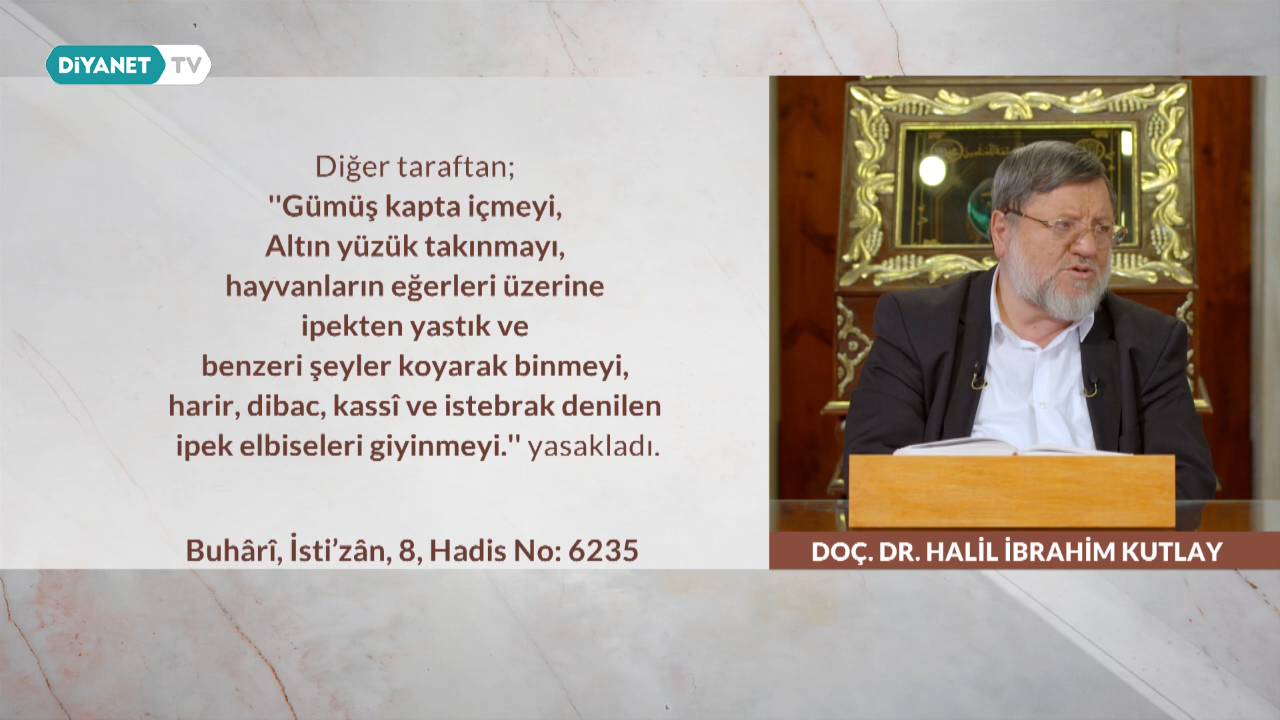 DİYANET TV
Diğer taraftan;
''Gümüş kapta içmeyi,
Altın yüzük takınmayı,
hayvanların eğerleri üzerine
ipekten yastık ve
benzeri şeyler koyarak binmeyi,
harir, dibac, kassî ve istebrak denilen
ipek elbiseleri giyinmeyi.'' yasakladı.
Buhârî, İsti’zân, 8, Hadis No: 6235
DOÇ. DR. HALİL İBRAHİM KUTLAY